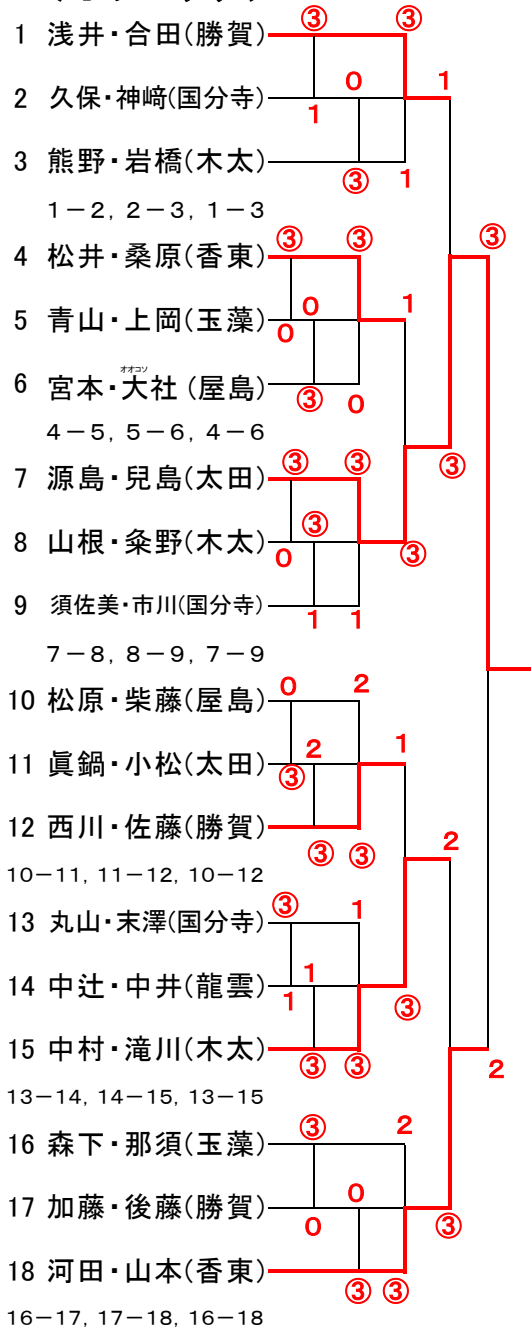 ③ ③
1 浅井・合田(勝賀)
0 1
2 久保・神﨑(国分寺)
1
3 熊野・岩橋(木太)
③ 1
1－2, 2－3, 1－3
③ ③ ③
4 松井・桑原(香東)
0 1
5 青山・上岡(玉藻)
0
オオコソ
6 宮本・大社 (屋島)
③ 0
4－5, 5－6, 4－6
③ ③ ③
7 源島・兒島(太田)
③
8 山根・粂野(木太)
0 ③
9 須佐美・市川(国分寺)
1 1
7－8, 8－9, 7－9
0 2
10 松原・柴藤(屋島)
2 1
11 眞鍋・小松(太田)
③
12 西川・佐藤(勝賀)
③ ③ 2
10－11, 11－12, 10－12
③ 1
13 丸山・末澤(国分寺)
1
14 中辻・中井(龍雲)
1 ③
15 中村・滝川(木太)
③ ③ 2
13－14, 14－15, 13－15
③ 2
16 森下・那須(玉藻)
0
17 加藤・後藤(勝賀)
0 ③
18 河田・山本(香東)
③ ③
16－17, 17－18, 16－18